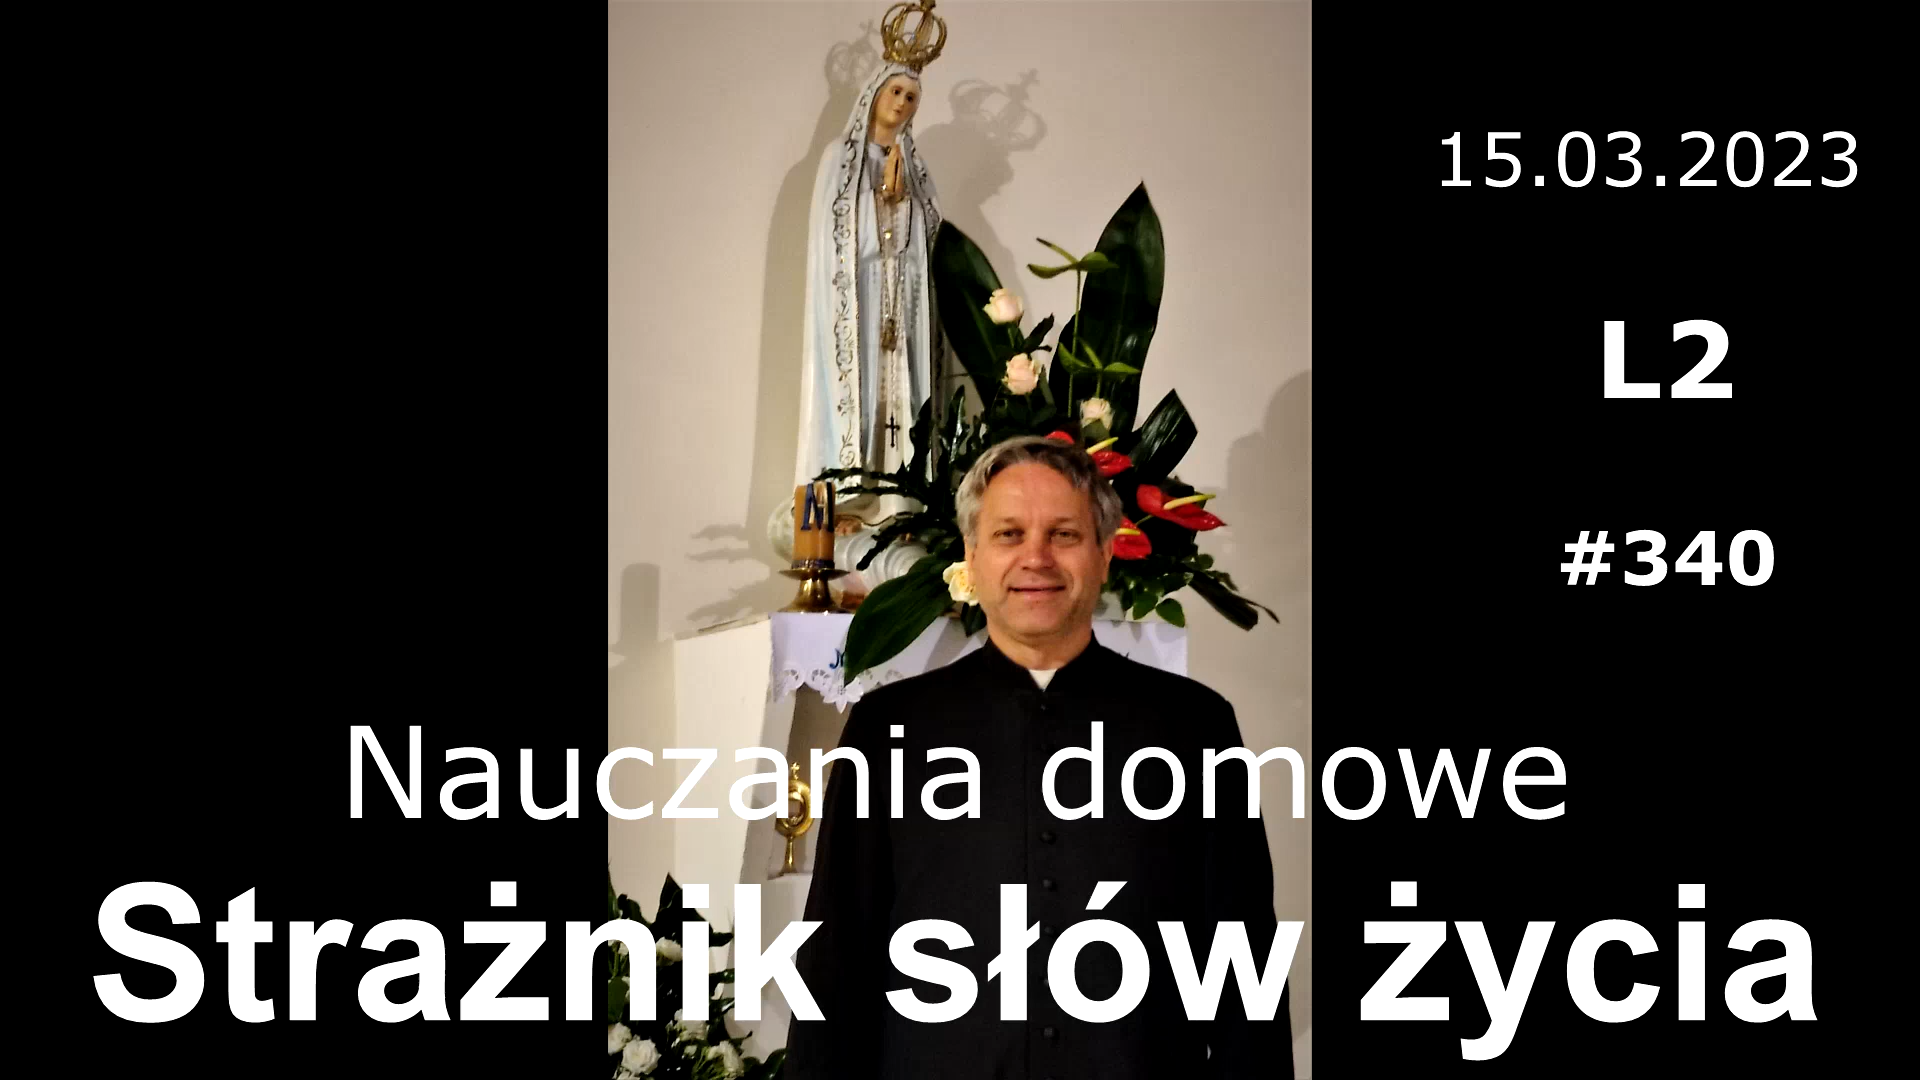 15.03.2023
L2
#340
Nauczania domowe
Strażnik słów życia